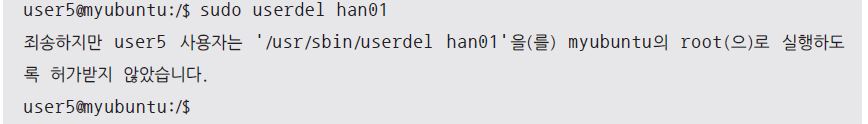 user5@myubuntu:/$ sudo userdel han01
죄송하지만 user5 사용자는 '/usr/sbin/userdel han01'을(를) myubuntu의 root(으)로 실행하도
록 허가받지 않았습니다.
user5@myubuntu:/$